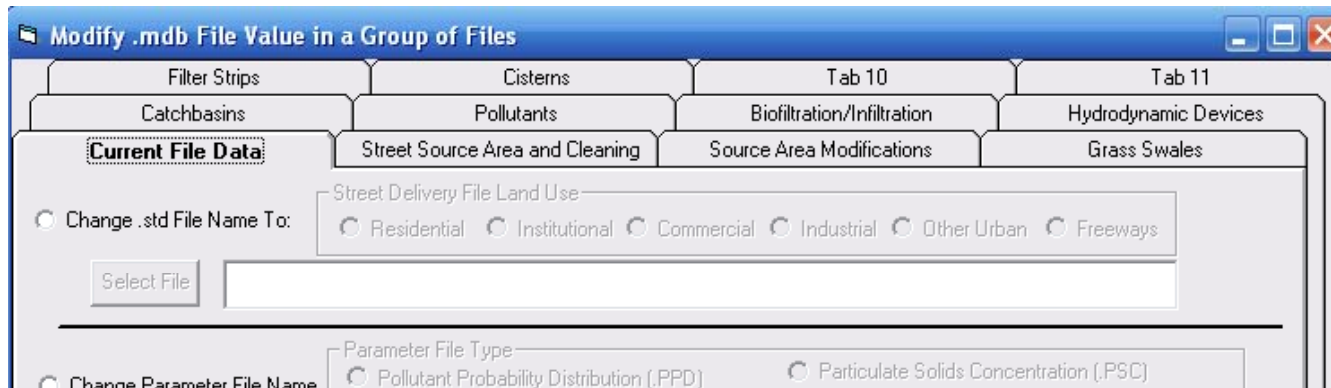 Modify .mdb File Value in a Group of Files
Filter Strips Cisterns Tab 10 Tab 11
Catchbasins Pollutants Biofiltration/Infiltration Hydrodynamic Devices
Current File Data Street Source Area and Cleaning Source Area Modifications Grass Swales
Street Delivery File Land Use
Change .std File Name To: Residential Institutional Commercial Industrial Other Urban Freeways
Select File
Parameter File Type
Change Parameter File Name Pollutant Probability Distribution (.PPD) Particulate Solids Concentration (.PSC)